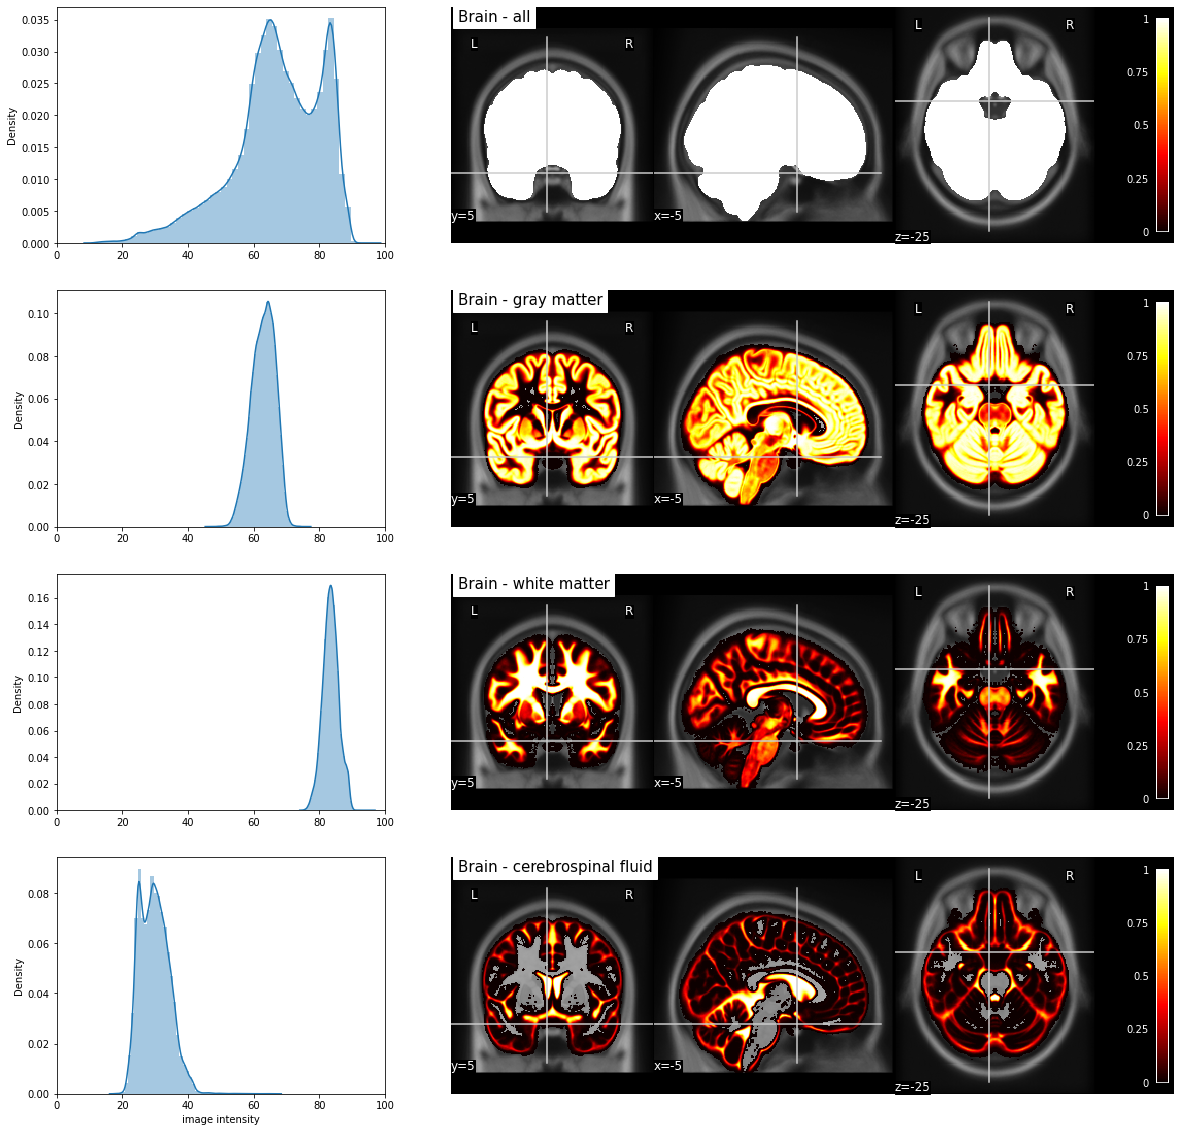 0.035
0.030
0.025
0.020
0.015
0.010
0.005
0.000
Density
0 20 40 60 80 100
Brain - all
L R
L R
y=5
x=-5
z=-25
1
0.75
0.5
0.25
0
0.10
0.08
0.06
0.04
0.02
0.00
Density
0 20 40 60 80 100
Brain - gray matter
L R
L R
y=5
x=-5
z=-25
1
0.75
0.5
0.25
0
0.16
0.14
0.12
0.10
0.08
0.06
0.04
0.02
0.00
Density
0 20 40 60 80 100
Brain - white matter
L R
L R
y=5
x=-5
z=-25
1
0.75
0.5
0.25
0
0.08
0.06
0.04
0.02
0.00
Density
0 20 40 60 80 100
image intensity
Brain - cerebrospinal fluid
L R
L R
y=5
x=-5
z=-25
1
0.75
0.5
0.25
0